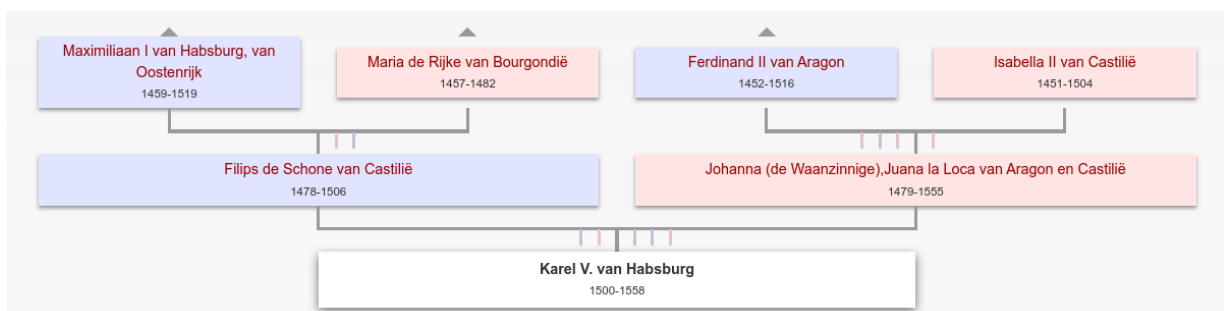 Maximiliaan I van Habsburg, van
Oostenrijk
1459-1519
Maria de Rijke van Bourgondië
1457-1482
Ferdinand II van Aragon
1452-1516
Isabella II van Castilië
1451-1504
Filips de Schone van Castilië
1478-1506
Johanna (de Waanzinnige),Juana la Loca van Aragon en Castilië
1479-1555
Karel V. van Habsburg
1500-1558